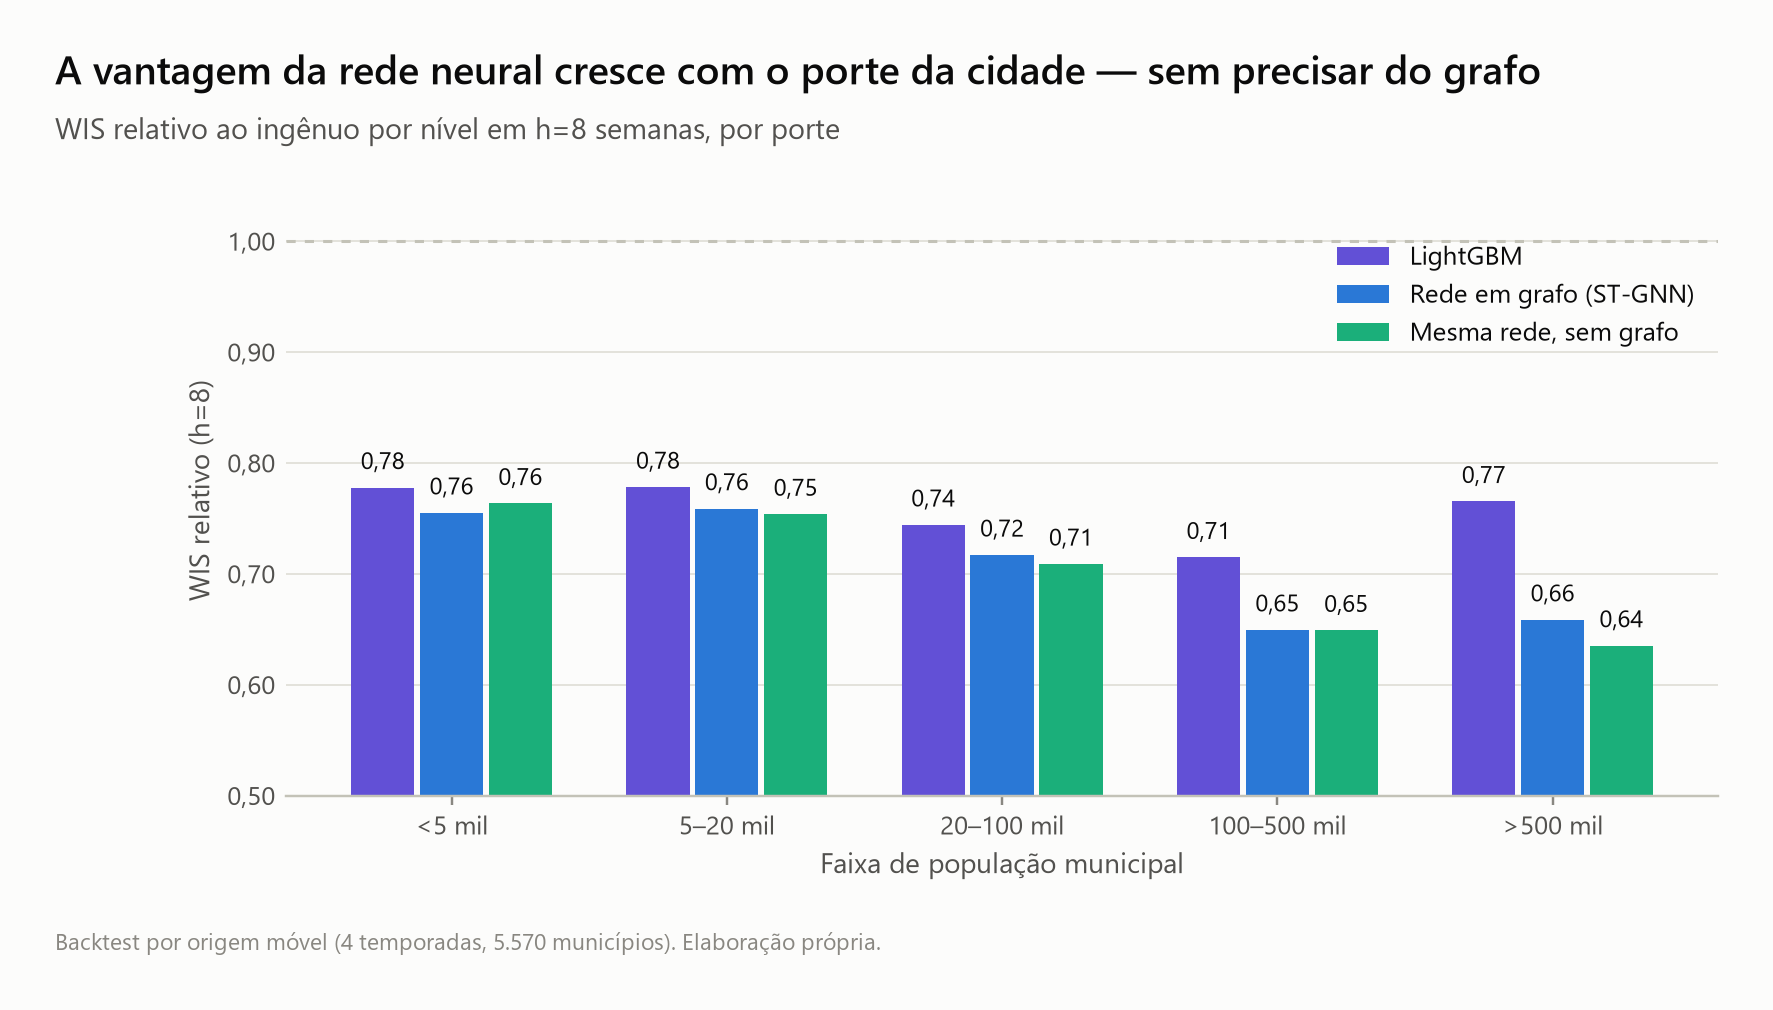 A vantagem da rede neural cresce com o porte da cidade — sem precisar do grafo
WIS relativo ao ingênuo por nível em h=8 semanas, por porte
1,00
0,90
0,80
0,70
0,60
0,50
WIS relativo (h=8)
LightGBM
Rede em grafo (ST-GNN)
Mesma rede, sem grafo
0,78
0,76
0,76
0,78
0,76
0,75
0,74
0,72
0,71
0,71
0,65
0,65
0,77
0,66
0,64
<5 mil
5–20 mil
20–100 mil
100–500 mil
>500 mil
Faixa de população municipal
Backtest por origem móvel (4 temporadas, 5.570 municípios). Elaboração própria.